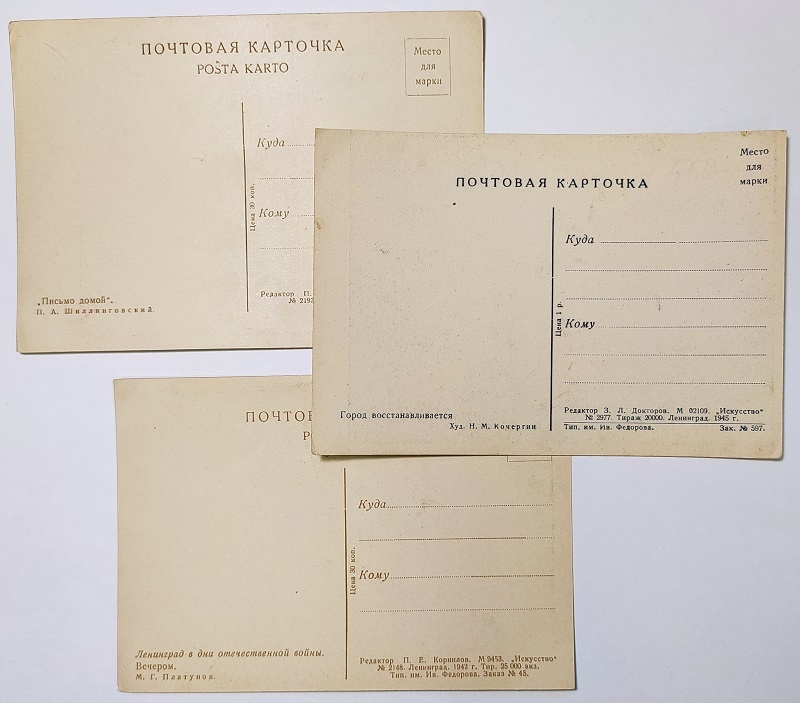 ПОЧТОВАЯ КАРТОЧКА
POŜTA KARTO
Место
для
марки
Куда
Кому
Цена 30 коп.
„Письмо домой“.
П. А. Шиллинговский.
Редактор П.
№ 2193
ПОЧТОВАЯ КАРТОЧКА
Место
для
марки
Куда
Кому
Цена 1 р.
Город восстанавливается
Худ. Н. М. Кочергин
Редактор З. Л. Докторов. М 02109. „Искусство“
№ 2977. Тираж 20000. Ленинград. 1945 г.
Тип. им. Ив. Федорова. Зак. № 597.
ПОЧТ
P
Куда
Кому
Цена 30 коп.
Ленинград в дни отечественной войны.
Вечером.
М. Г. Платунов.
Редактор П. Е. Корнилов. М 9453. „Искусство“
№ 2148. Ленинград. 1942 г. Тир. 25 000 экз.
Тип. им. Ив. Федорова. Заказ № 45.